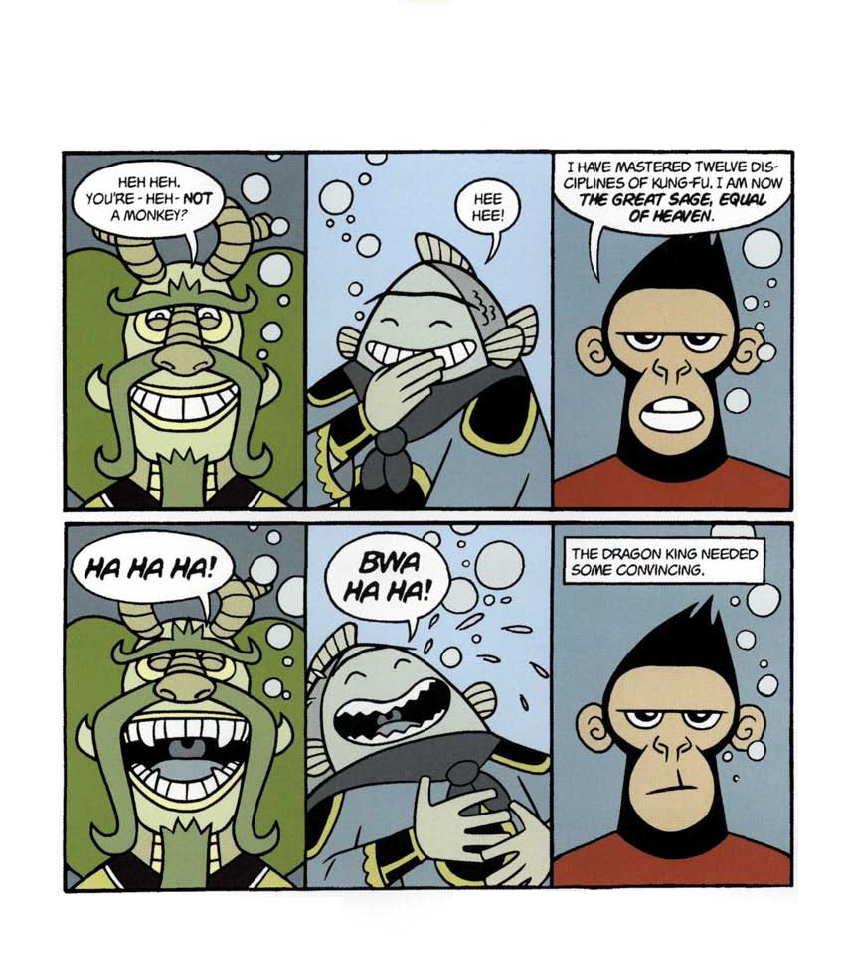 HEH HEH.
YOU'RE - HEH- NOT
A MONKEY?
HEE
HEE!
I HAVE MASTERED TWELVE DIS-
CIPLINES OF KUNG-FU. I AM NOW
THE GREAT SAGE, EQUAL
OF HEAVEN.
HA HA HA!
BWA
HA HA!
THE DRAGON KING NEEDED
SOME CONVINCING.